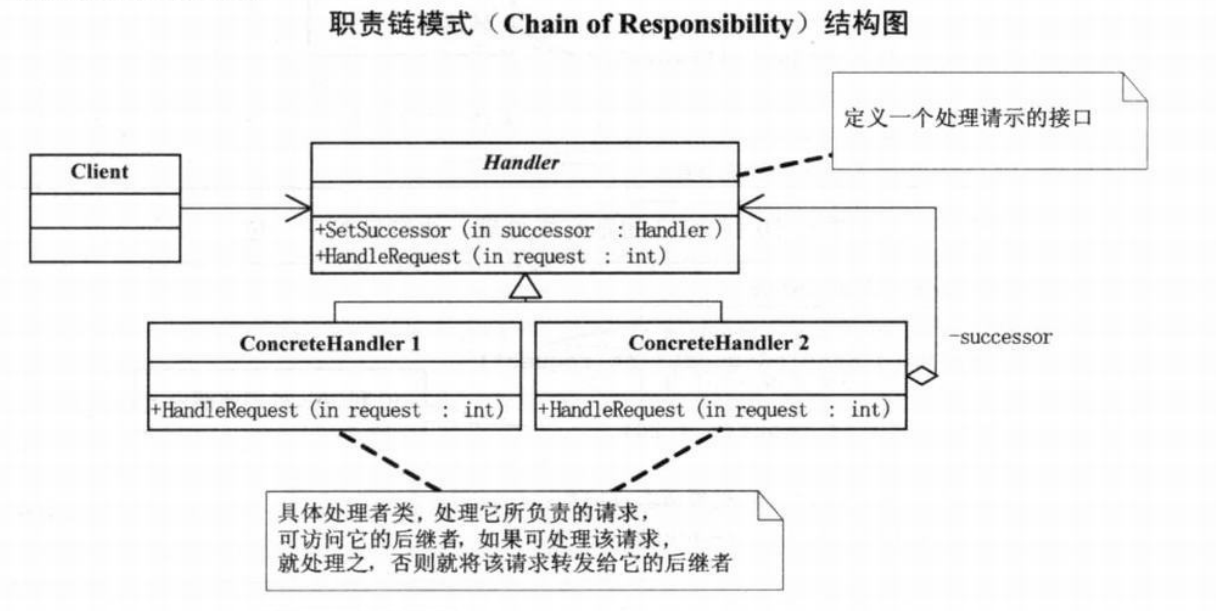 职责链模式（Chain of Responsibility）结构图
定义一个处理请示的接口
Client
Handler
+SetSuccessor (in successor : Handler)
+HandleRequest (in request : int)
ConcreteHandler 1
+HandleRequest (in request : int)
ConcreteHandler 2
+HandleRequest (in request : int)
-successor
具体处理者类，处理它所负责的请求，
可访问它的后继者，如果可处理该请求，
就处理之，否则就将该请求转发给它的后继者